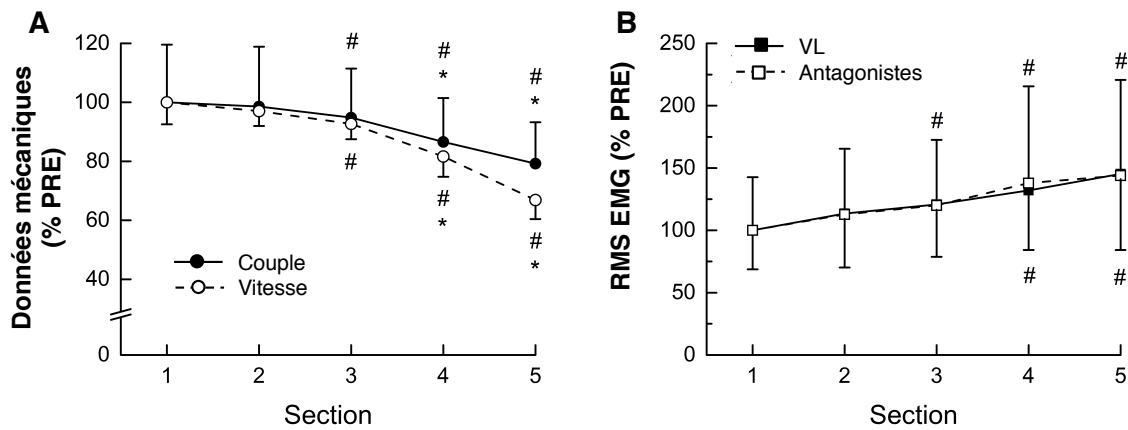 A
Données mécaniques
(% PRE)
120
100
80
60
40
0
#
#
*
#
*
#
#
*
#
*
Couple
Vitesse
1 2 3 4 5
Section
B
RMS EMG (% PRE)
250
200
150
100
50
0
VL
Antagonistes
#
#
#
#
#
1 2 3 4 5
Section